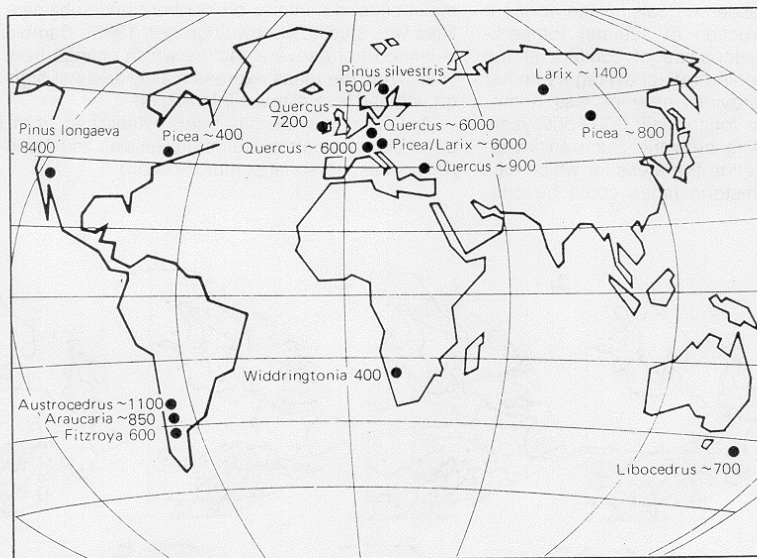 Pinus silvestris
1500
Larix ~1400
Quercus
7200
Pinus longaeva
8400
Picea ~400
Quercus ~6000
Quercus ~6000
Picea/Larix ~6000
Picea ~800
Quercus ~900
Widdringtonia 400
Austrocedrus ~1100
Araucaria ~850
Fitzroya 600
Libocedrus ~700